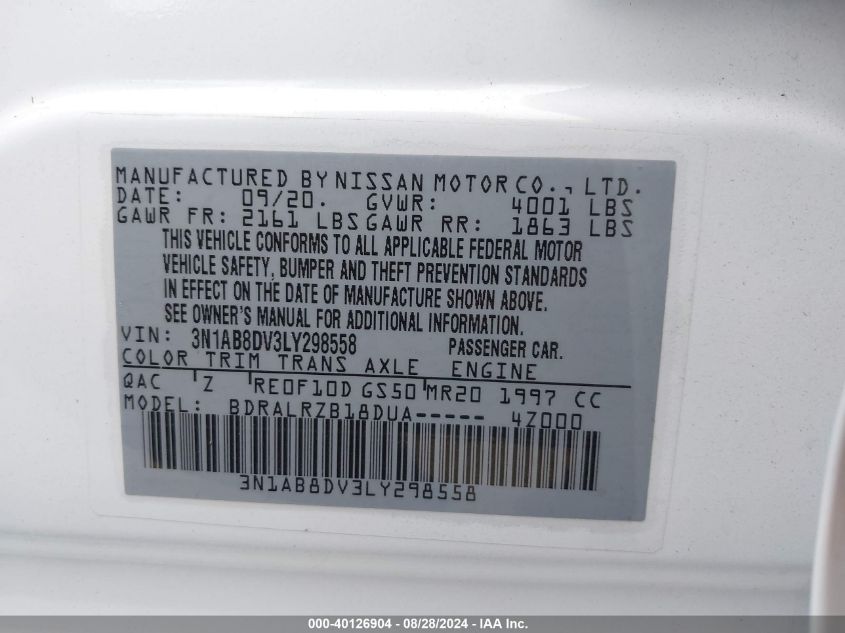 MANUFACTURED BY NISSAN MOTOR CO., LTD.
DATE: 09/20. GVWR: 4001 LBS
GAWR FR: 2161 LBS GAWR RR: 1863 LBS
THIS VEHICLE CONFORMS TO ALL APPLICABLE FEDERAL MOTOR
VEHICLE SAFETY, BUMPER AND THEFT PREVENTION STANDARDS
IN EFFECT ON THE DATE OF MANUFACTURE SHOWN ABOVE.
SEE OWNER'S MANUAL FOR ADDITIONAL INFORMATION.
VIN: 3N1AB8DV3LY298558 PASSENGER CAR.
COLOR TRIM TRANS AXLE ENGINE
QAC Z RE0F10D GS50 MR20 1997 CC
MODEL: BDRALRZB18DUA----- 4Z000
3N1AB8DV3LY298558
000-40126904 - 08/28/2024 - IAA Inc.